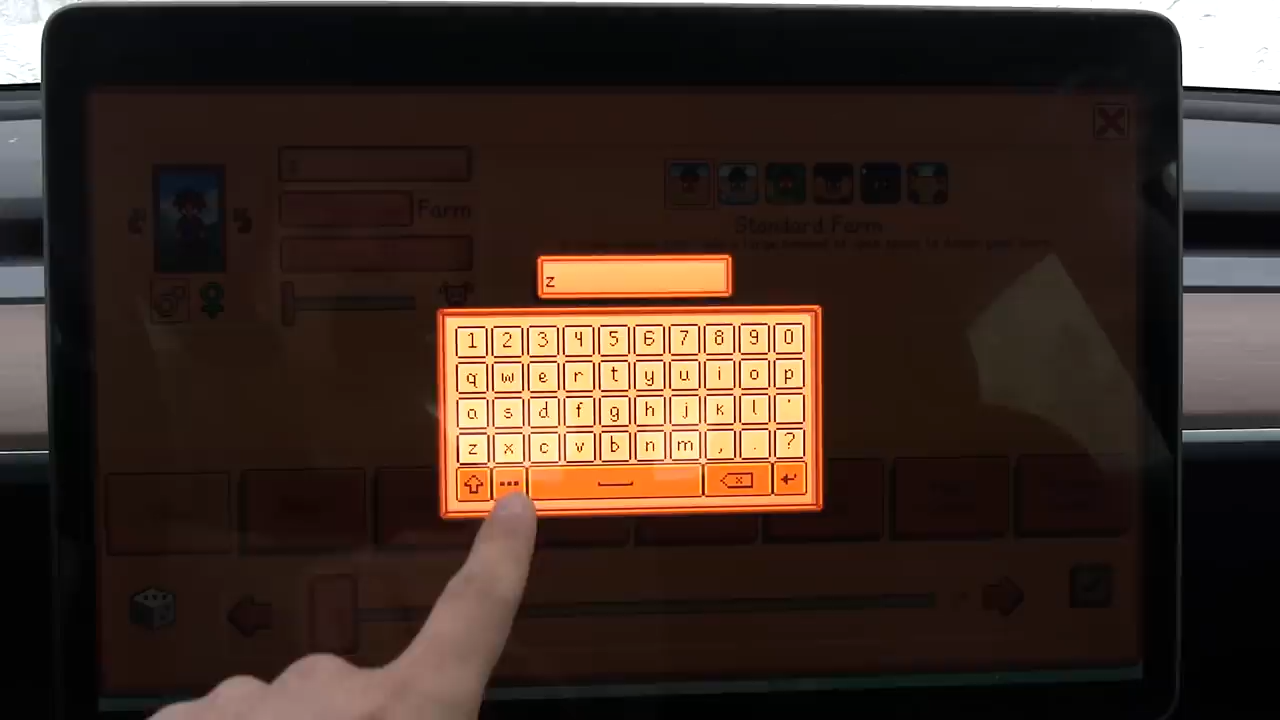 Farm
Standard Farm
z
1 2 3 4 5 6 7 8 9 0
q w e r t y u i o p
a s d f g h j k l '
z x c v b n m , . ?
...